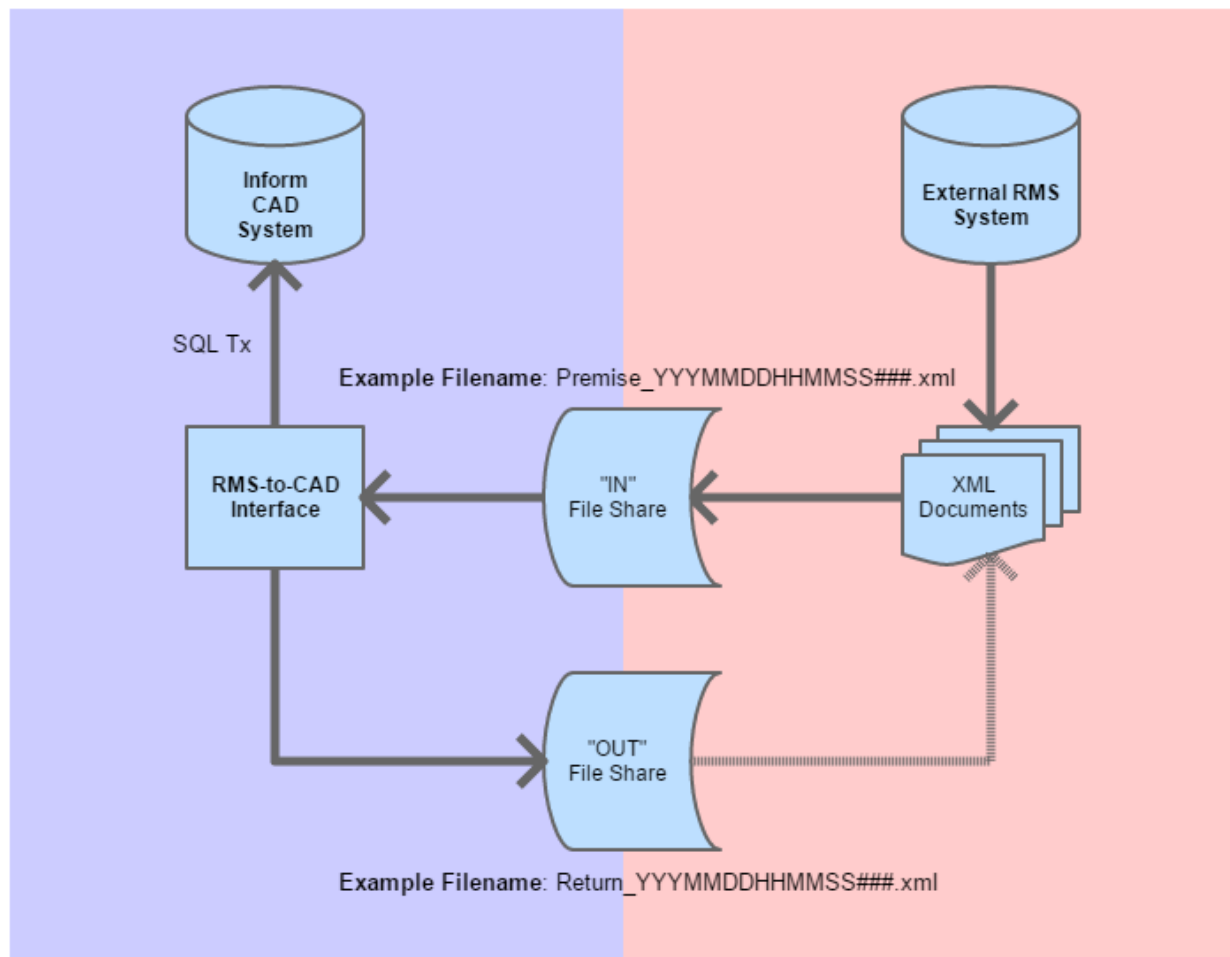 Inform
CAD
System
External RMS
System
SQL Tx
Example Filename: Premise_YYYMMDDHHMMSS###.xml
RMS-to-CAD
Interface
"IN"
File Share
XML
Documents
"OUT"
File Share
Example Filename: Return_YYYMMDDHHMMSS###.xml